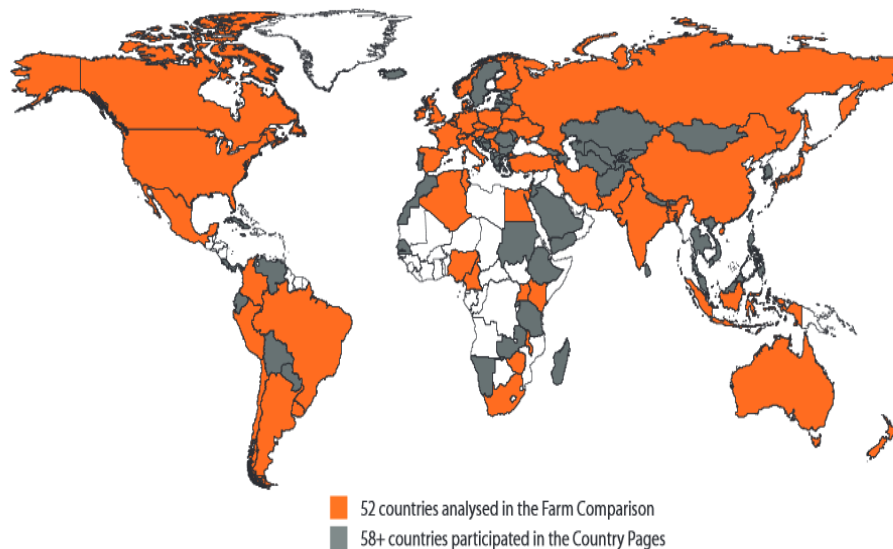 52 countries analysed in the Farm Comparison
58+ countries participated in the Country Pages